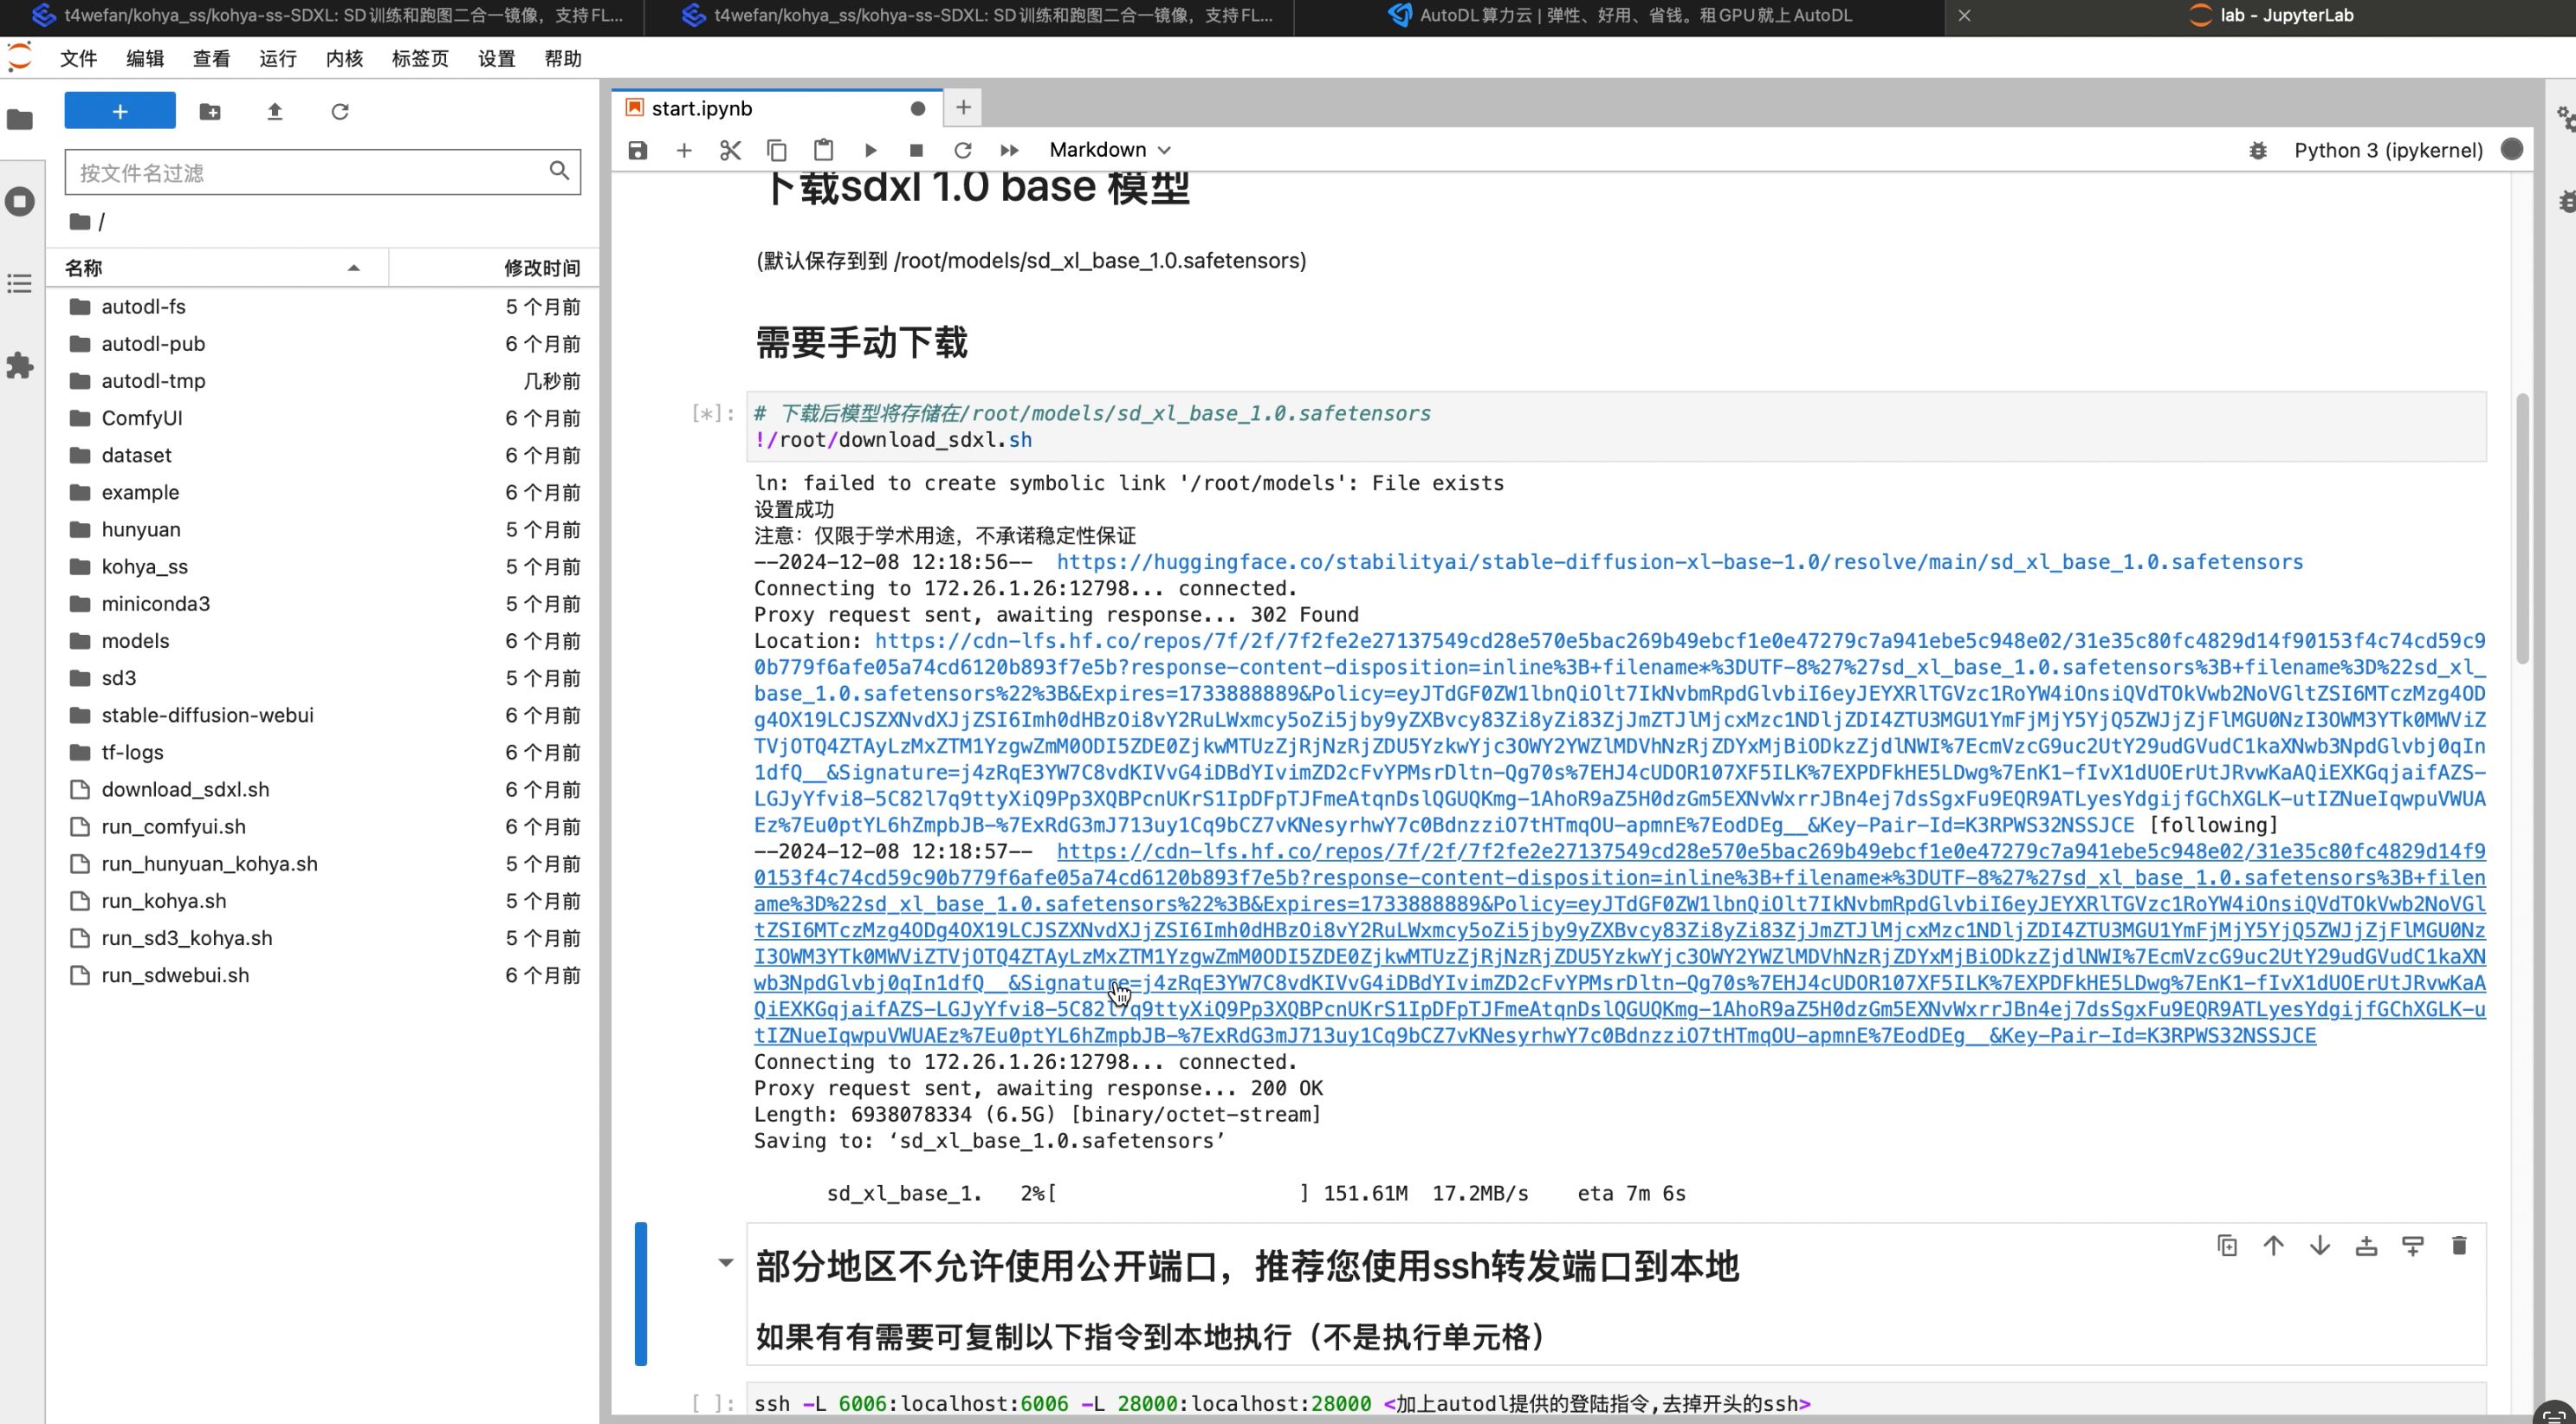 t4wefan/kohya_ss/kohya-ss-SDXL: SD训练和跑图二合一镜像，支持FL...
t4wefan/kohya_ss/kohya-ss-SDXL: SD训练和跑图二合一镜像，支持FL...
AutoDL算力云 | 弹性、好用、省钱。租GPU就上AutoDL
lab - JupyterLab
文件 编辑 查看 运行 内核 标签页 设置 帮助
按文件名过滤
/
名称 修改时间
autodl-fs 5 个月前
autodl-pub 6 个月前
autodl-tmp 几秒前
ComfyUI 6 个月前
dataset 6 个月前
example 6 个月前
hunyuan 5 个月前
kohya_ss 5 个月前
miniconda3 5 个月前
models 6 个月前
sd3 5 个月前
stable-diffusion-webui 6 个月前
tf-logs 6 个月前
download_sdxl.sh 6 个月前
run_comfyui.sh 6 个月前
run_hunyuan_kohya.sh 5 个月前
run_kohya.sh 5 个月前
run_sd3_kohya.sh 5 个月前
run_sdwebui.sh 6 个月前
start.ipynb
Markdown
Python 3 (ipykernel)
下载sdxl 1.0 base 模型
(默认保存到到 /root/models/sd_xl_base_1.0.safetensors)
需要手动下载
[*]: # 下载后模型将存储在/root/models/sd_xl_base_1.0.safetensors
!/root/download_sdxl.sh
ln: failed to create symbolic link '/root/models': File exists
设置成功
注意：仅限于学术用途，不承诺稳定性保证
--2024-12-08 12:18:56-- https://huggingface.co/stabilityai/stable-diffusion-xl-base-1.0/resolve/main/sd_xl_base_1.0.safetensors
Connecting to 172.26.1.26:12798... connected.
Proxy request sent, awaiting response... 302 Found
Location: https://cdn-lfs.hf.co/repos/7f/2f/7f2fe2e27137549cd28e570e5bac269b49ebcf1e0e47279c7a941ebe5c948e02/31e35c80fc4829d14f90153f4c74cd59c9
0b779f6afe05a74cd6120b893f7e5b?response-content-disposition=inline%3B+filename*%3DUTF-8%27%27sd_xl_base_1.0.safetensors%3B+filename%3D%22sd_xl_
base_1.0.safetensors%22%3B&Expires=1733888889&Policy=eyJTdGF0ZW1lbnQiOlt7IkNvbmRpdGlvbiI6eyJEYXRlTGVzc1RoYW4iOnsiQVdTOkVwb2NoVGltZSI6MTczMzg4OD
g4OX19LCJSZXNvdXJjZSI6Imh0dHBzOi8vY2RuLWxmcy5oZi5jby9yZXBvcy83Zi8yZi83ZjJmZTJlMjcxMzc1NDljZDI4ZTU3MGU1YmFjMjY5YjQ5ZWJjZjFlMGU0NzI3OWM3YTk0MWViZ
TVjOTQ4ZTAyLzMxZTM1YzgwZmM0ODI5ZDE0ZjkwMTUzZjRjNzRjZDU5YzkwYjc3OWY2YWZlMDVhNzRjZDYxMjBiODkzZjdlNWI%7EcmVzcG9uc2UtY29udGVudC1kaXNwb3NpdGlvbj0qIn
1dfQ__&Signature=j4zRqE3YW7C8vdKIVvG4iDBdYIvimZD2cFvYPMsrDltn-Qg70s%7EHJ4cUDOR107XF5ILK%7EXPDFkHE5LDwg%7EnK1-fIvX1dUOErUtJRvwKaAQiEXKGqjaifAZS-
LGJyYfvi8-5C82l7q9ttyXiQ9Pp3XQBPcnUKrS1IpDFpTJFmeAtqnDslQGUQKmg-1AhoR9aZ5H0dzGm5EXNvWxrrJBn4ej7dsSgxFu9EQR9ATLyesYdgijfGChXGLK-utIZNueIqwpuVWUA
Ez%7Eu0ptYL6hZmpbJB-%7ExRdG3mJ713uy1Cq9bCZ7vKNesyrhwY7c0BdnzziO7tHTmqOU-apmnE%7EodDEg__&Key-Pair-Id=K3RPWS32NSSJCE [following]
--2024-12-08 12:18:57-- https://cdn-lfs.hf.co/repos/7f/2f/7f2fe2e27137549cd28e570e5bac269b49ebcf1e0e47279c7a941ebe5c948e02/31e35c80fc4829d14f9
0153f4c74cd59c90b779f6afe05a74cd6120b893f7e5b?response-content-disposition=inline%3B+filename*%3DUTF-8%27%27sd_xl_base_1.0.safetensors%3B+filen
ame%3D%22sd_xl_base_1.0.safetensors%22%3B&Expires=1733888889&Policy=eyJTdGF0ZW1lbnQiOlt7IkNvbmRpdGlvbiI6eyJEYXRlTGVzc1RoYW4iOnsiQVdTOkVwb2NoVGl
tZSI6MTczMzg4ODg4OX19LCJSZXNvdXJjZSI6Imh0dHBzOi8vY2RuLWxmcy5oZi5jby9yZXBvcy83Zi8yZi83ZjJmZTJlMjcxMzc1NDljZDI4ZTU3MGU1YmFjMjY5YjQ5ZWJjZjFlMGU0Nz
I3OWM3YTk0MWViZTVjOTQ4ZTAyLzMxZTM1YzgwZmM0ODI5ZDE0ZjkwMTUzZjRjNzRjZDU5YzkwYjc3OWY2YWZlMDVhNzRjZDYxMjBiODkzZjdlNWI%7EcmVzcG9uc2UtY29udGVudC1kaXN
wb3NpdGlvbj0qIn1dfQ__&Signature=j4zRqE3YW7C8vdKIVvG4iDBdYIvimZD2cFvYPMsrDltn-Qg70s%7EHJ4cUDOR107XF5ILK%7EXPDFkHE5LDwg%7EnK1-fIvX1dUOErUtJRvwKaA
QiEXKGqjaifAZS-LGJyYfvi8-5C82l7q9ttyXiQ9Pp3XQBPcnUKrS1IpDFpTJFmeAtqnDslQGUQKmg-1AhoR9aZ5H0dzGm5EXNvWxrrJBn4ej7dsSgxFu9EQR9ATLyesYdgijfGChXGLK-u
tIZNueIqwpuVWUAEz%7Eu0ptYL6hZmpbJB-%7ExRdG3mJ713uy1Cq9bCZ7vKNesyrhwY7c0BdnzziO7tHTmqOU-apmnE%7EodDEg__&Key-Pair-Id=K3RPWS32NSSJCE
Connecting to 172.26.1.26:12798... connected.
Proxy request sent, awaiting response... 200 OK
Length: 6938078334 (6.5G) [binary/octet-stream]
Saving to: ‘sd_xl_base_1.0.safetensors’
sd_xl_base_1. 2%[ ] 151.61M 17.2MB/s eta 7m 6s
部分地区不允许使用公开端口，推荐您使用ssh转发端口到本地
如果有有需要可复制以下指令到本地执行（不是执行单元格）
[ ]: ssh -L 6006:localhost:6006 -L 28000:localhost:28000 <加上autodl提供的登陆指令,去掉开头的ssh>